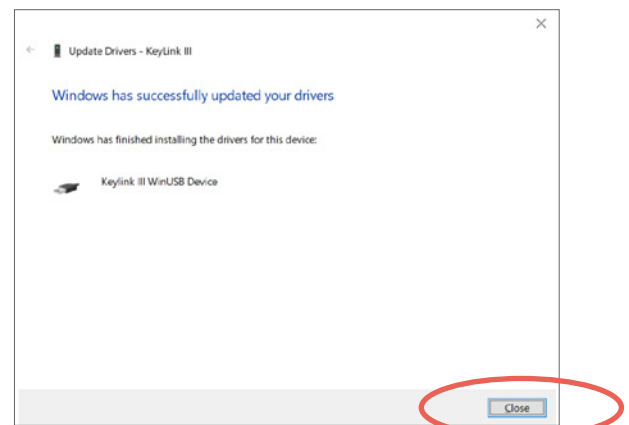 Update Drivers - KeyLink III
Windows has successfully updated your drivers
Windows has finished installing the drivers for this device:
Keylink III WinUSB Device
Close